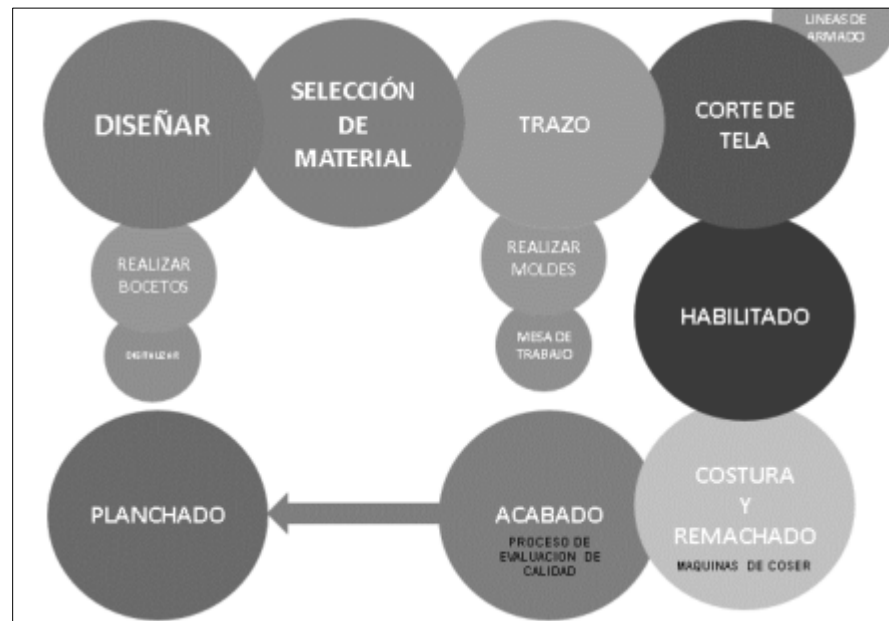 LINEAS DE
ARMADO
DISEÑAR
SELECCIÓN
DE
MATERIAL
TRAZO
CORTE DE
TELA
REALIZAR
BOCETOS
DIGITALIZAR
REALIZAR
MOLDES
MESA DE
TRABAJO
HABILITADO
COSTURA
Y
REMACHADO
MAQUINAS DE COSER
ACABADO
PROCESO DE
EVALUACION DE
CALIDAD
PLANCHADO